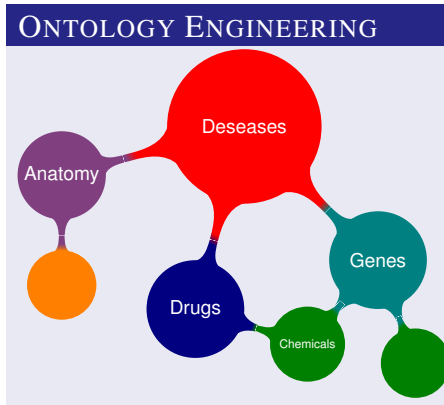 ONTOLOGY ENGINEERING
Deseases
Anatomy
Genes
Drugs
Chemicals